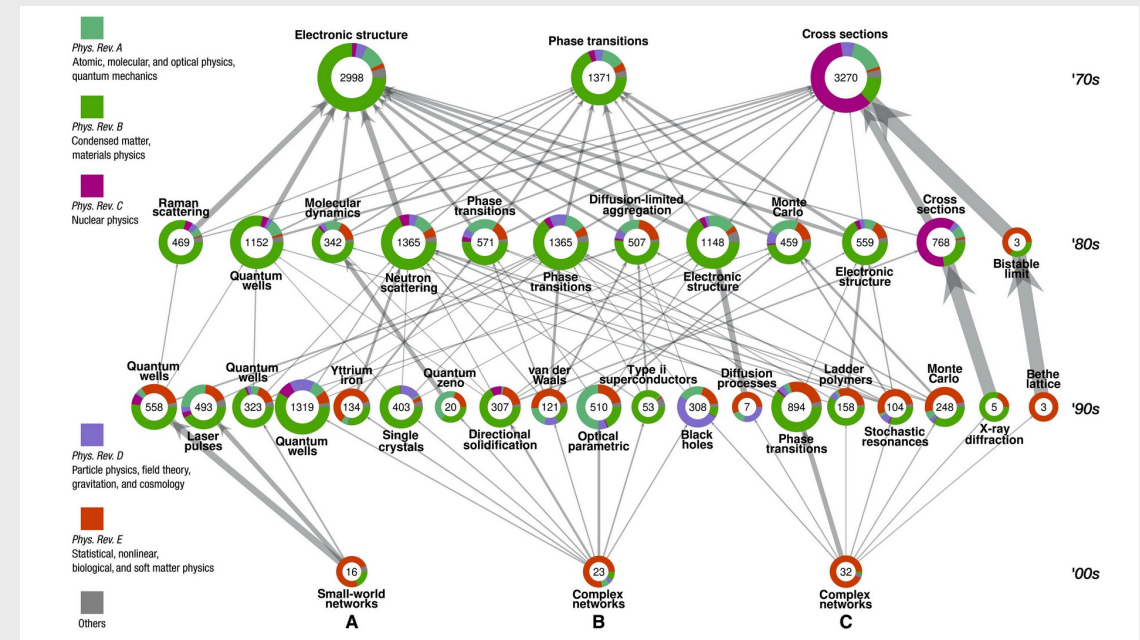 Phys. Rev. A
Atomic, molecular, and optical physics,
quantum mechanics
Phys. Rev. B
Condensed matter,
materials physics
Phys. Rev. C
Nuclear physics
Phys. Rev. D
Particle physics, field theory,
gravitation, and cosmology
Phys. Rev. E
Statistical, nonlinear,
biological, and soft matter physics
Others
Electronic structure
2998
Phase transitions
1371
Cross sections
3270
'70s
Raman
scattering
469
1152
Quantum
wells
Molecular
dynamics
342
1365
Neutron
scattering
Phase
transitions
571
1365
Phase
transitions
Diffusion-limited
aggregation
507
1148
Electronic
structure
Monte
Carlo
459
559
Electronic
structure
Cross
sections
768
3
Bistable
limit
'80s
Quantum
wells
558
493
Laser
pulses
Quantum
wells
323
1319
Quantum
wells
Yttrium
iron
134
403
Single
crystals
Quantum
zeno
20
307
Directional
solidification
van der
Waals
121
510
Optical
parametric
Type ii
superconductors
53
308
Black
holes
Diffusion
processes
7
894
Phase
transitions
Ladder
polymers
158
104
Stochastic
resonances
Monte
Carlo
248
5
X-ray
diffraction
Bethe
lattice
3
'90s
16
Small-world
networks
A
23
Complex
networks
B
32
Complex
networks
C
'00s